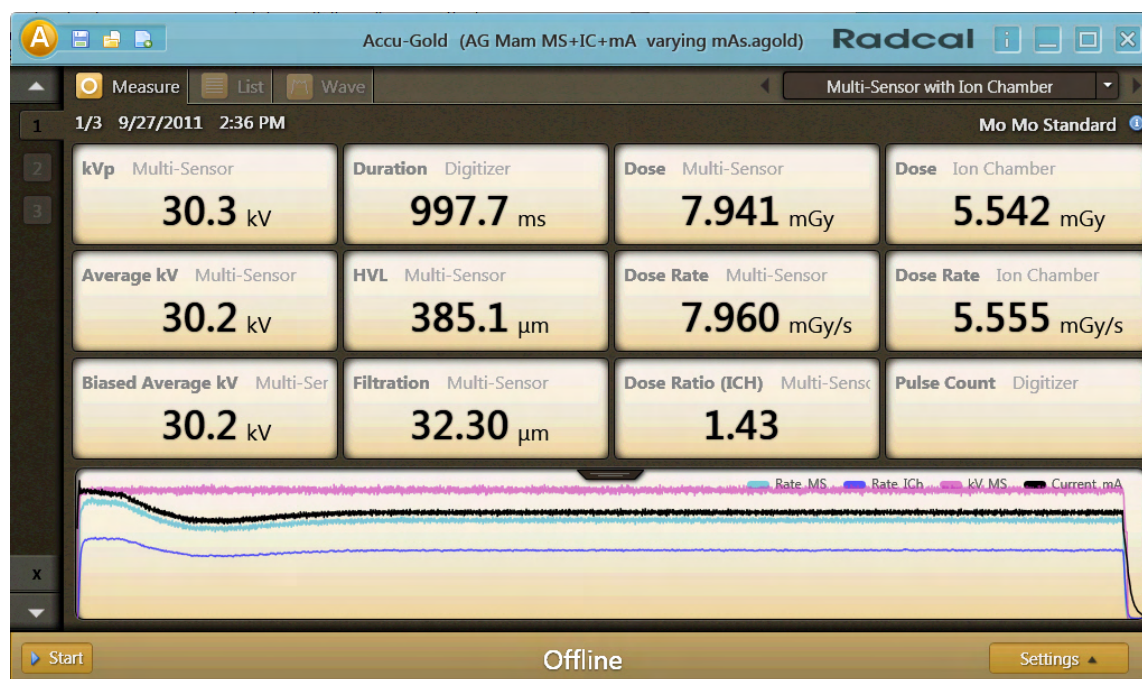 A Accu-Gold (AG Mam MS+IC+mA varying mAs.agold) Radcal i
Measure List Wave Multi-Sensor with Ion Chamber
1 1/3 9/27/2011 2:36 PM Mo Mo Standard i
2
3
kVp Multi-Sensor
30.3 kV
Duration Digitizer
997.7 ms
Dose Multi-Sensor
7.941 mGy
Dose Ion Chamber
5.542 mGy
Average kV Multi-Sensor
30.2 kV
HVL Multi-Sensor
385.1 µm
Dose Rate Multi-Sensor
7.960 mGy/s
Dose Rate Ion Chamber
5.555 mGy/s
Biased Average kV Multi-Ser
30.2 kV
Filtration Multi-Sensor
32.30 µm
Dose Ratio (ICH) Multi-Senso
1.43
Pulse Count Digitizer
Rate MS Rate ICh kV MS Current mA
x
Start Offline Settings